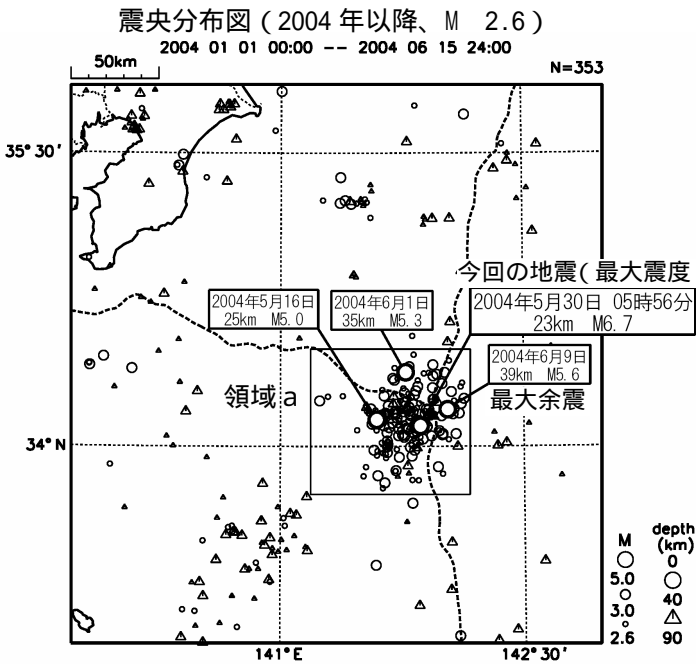 震央分布図（2004年以降、M 2.6）
2004 01 01 00:00 -- 2004 06 15 24:00
50km
N=353
35°30′
今回の地震（最大震度
2004年5月16日
25km M5.0
2004年6月1日
35km M5.3
2004年5月30日 05時56分
23km M6.7
2004年6月9日
39km M5.6
領域a
最大余震
34°N
M
depth
(km)
0
5.0
40
3.0
90
2.6
141°E
142°30′